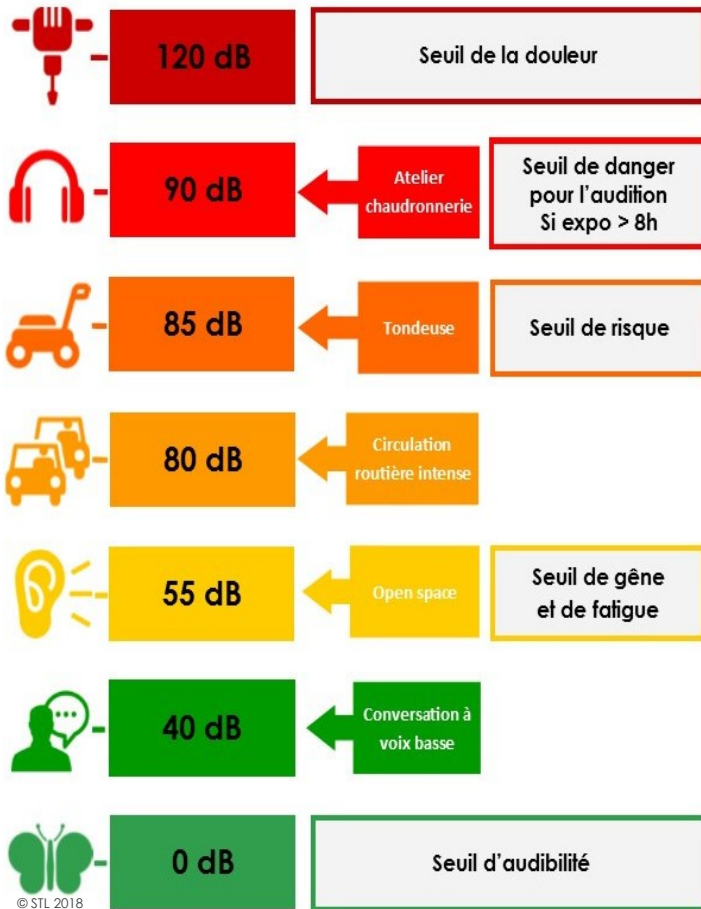 120 dB
Seuil de la douleur
90 dB
Atelier
chaudronnerie
Seuil de danger
pour l'audition
Si expo > 8h
85 dB
Tondeuse
Seuil de risque
80 dB
Circulation
routière intense
55 dB
Open space
Seuil de gêne
et de fatigue
40 dB
Conversation à
voix basse
0 dB
Seuil d'audibilité
© STL 2018